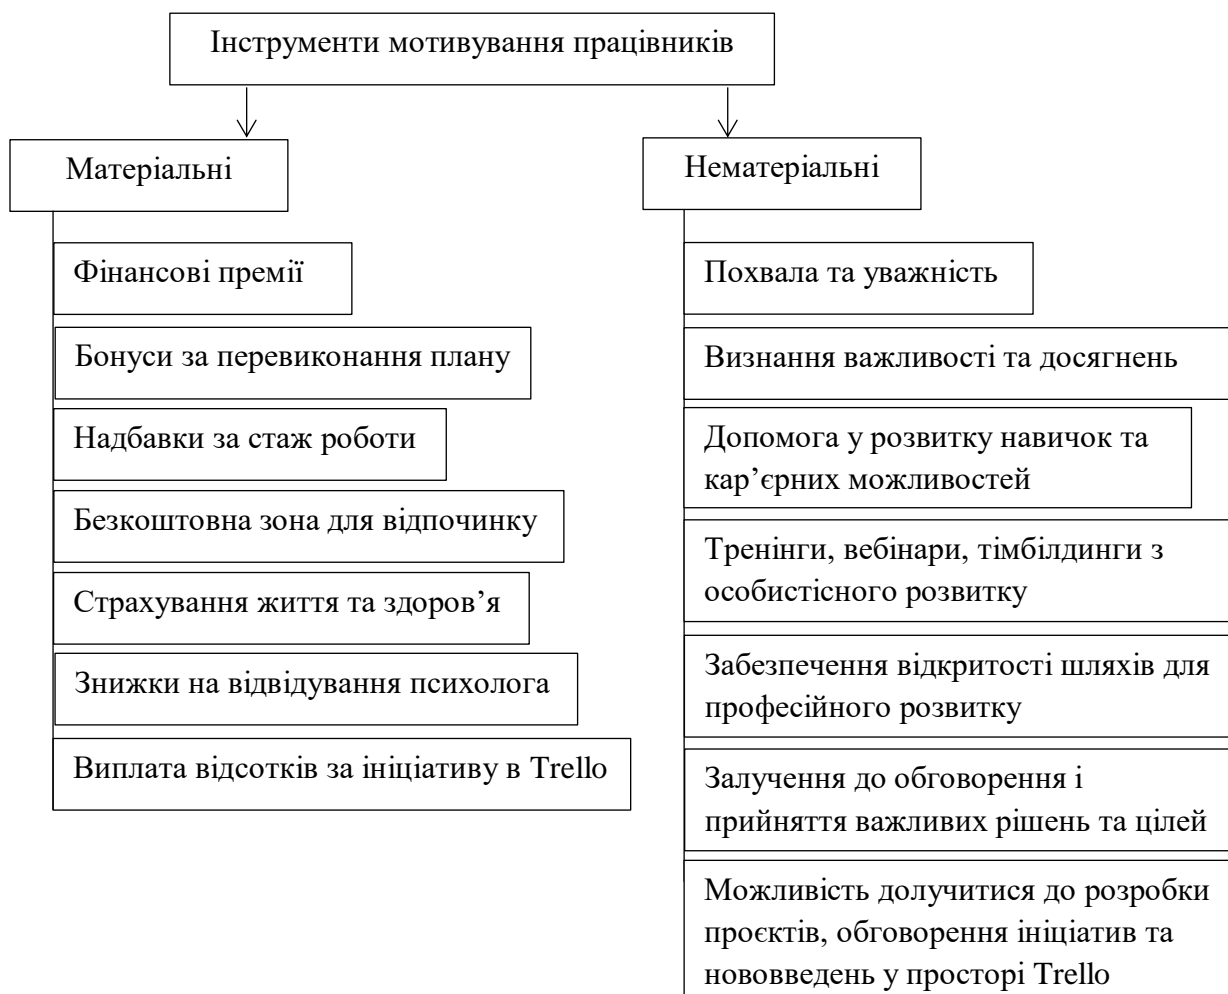 Інструменти мотивування працівників
Матеріальні
Фінансові премії
Бонуси за перевиконання плану
Надбавки за стаж роботи
Безкоштовна зона для відпочинку
Страхування життя та здоров’я
Знижки на відвідування психолога
Виплата відсотків за ініціативу в Trello
Нематеріальні
Похвала та уважність
Визнання важливості та досягнень
Допомога у розвитку навичок та
кар’єрних можливостей
Тренінги, вебінари, тімбілдинги з
особистісного розвитку
Забезпечення відкритості шляхів для
професійного розвитку
Залучення до обговорення і
прийняття важливих рішень та цілей
Можливість долучитися до розробки
проєктів, обговорення ініціатив та
нововведень у просторі Trello